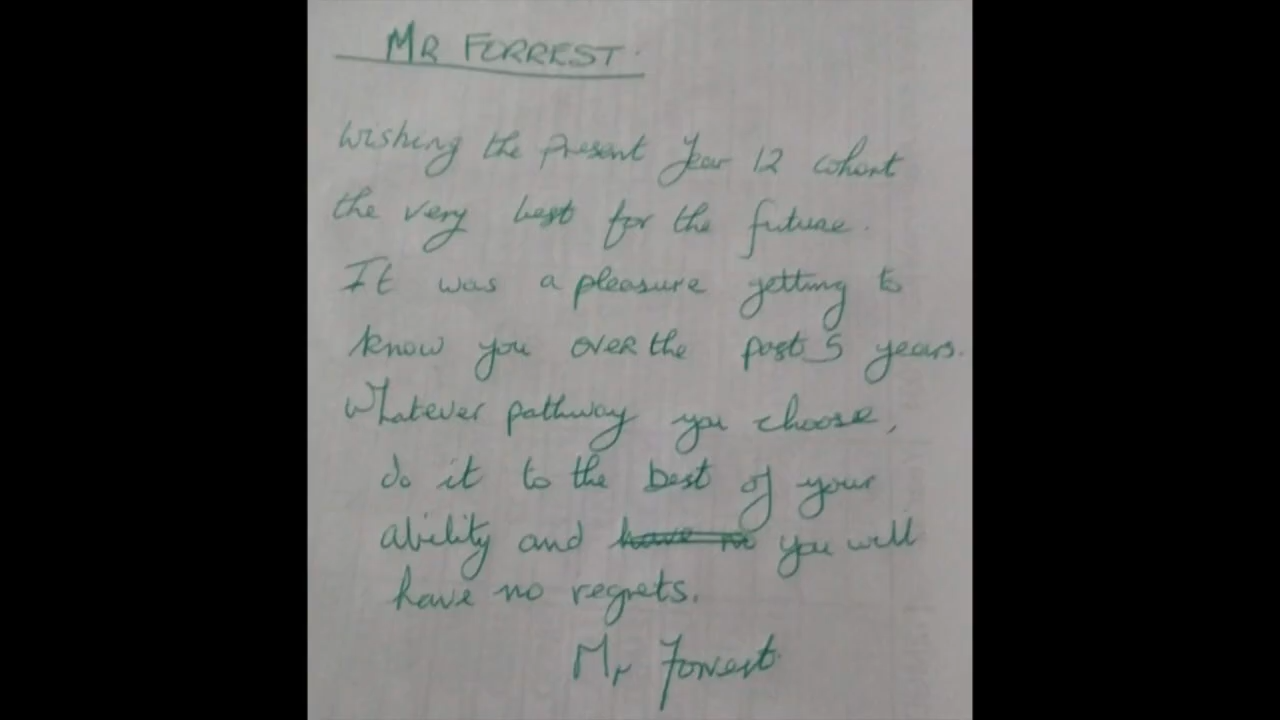 MR FORREST.
Wishing the present Year 12 cohort
the very best for the future.
It was a pleasure getting to
know you over the past 5 years.
Whatever pathway you choose,
do it to the best of your
ability and have no you will
have no regrets.
Mr Forrest.